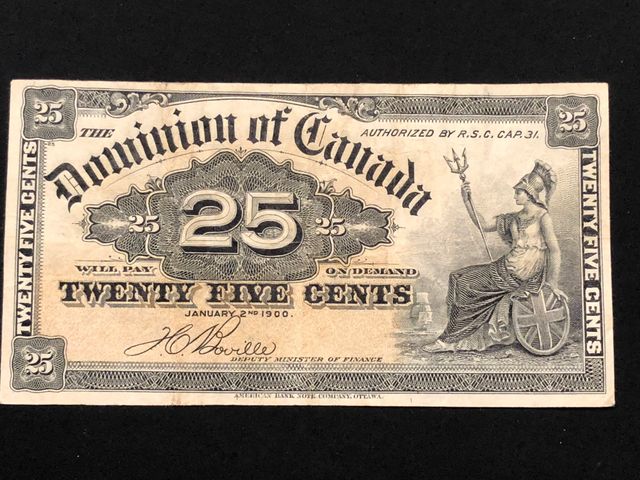 25
25
THE
Dominion of Canada
AUTHORIZED BY R.S.C. CAP. 31.
TWENTY FIVE CENTS
25
25
25
TWENTY FIVE CENTS
WILL PAY
ON DEMAND
TWENTY FIVE CENTS
JANUARY 2ND 1900.
J C Boville
DEPUTY MINISTER OF FINANCE
25
AMERICAN BANK NOTE COMPANY, OTTAWA.